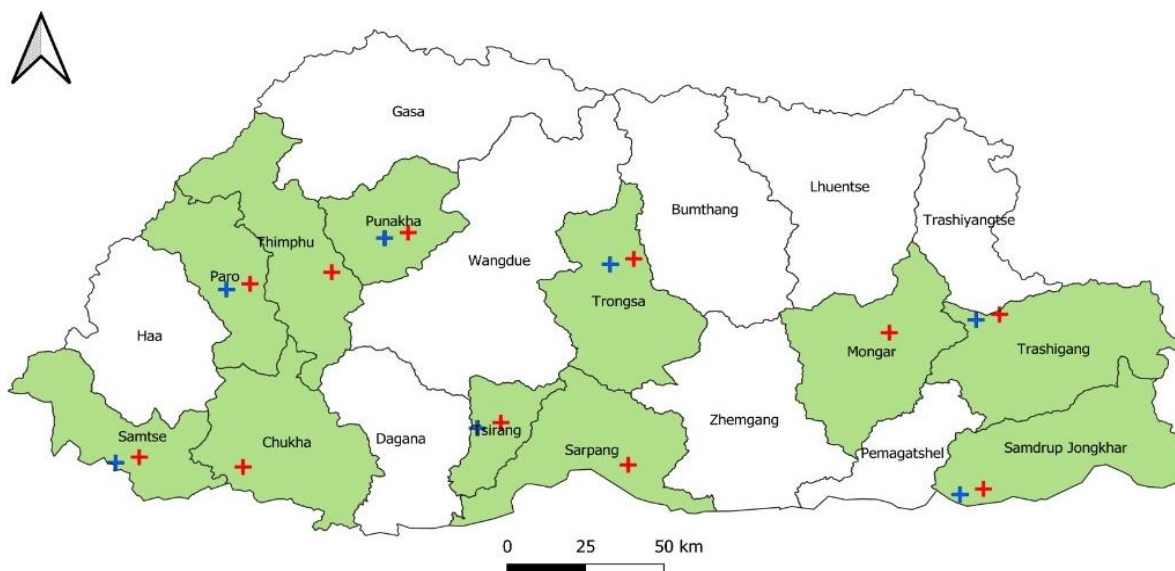 Gasa
Lhuentse
Bumthang
Trashiyangtse
Punakha
Thimphu
Wangdue
Paro
Trongsa
Haa
Mongar
Trashigang
Zhemgang
Samtse
Chukha
Dagana
Tsirang
Sarpang
Pemagatshel
Samdrup Jongkhar
0 25 50 km